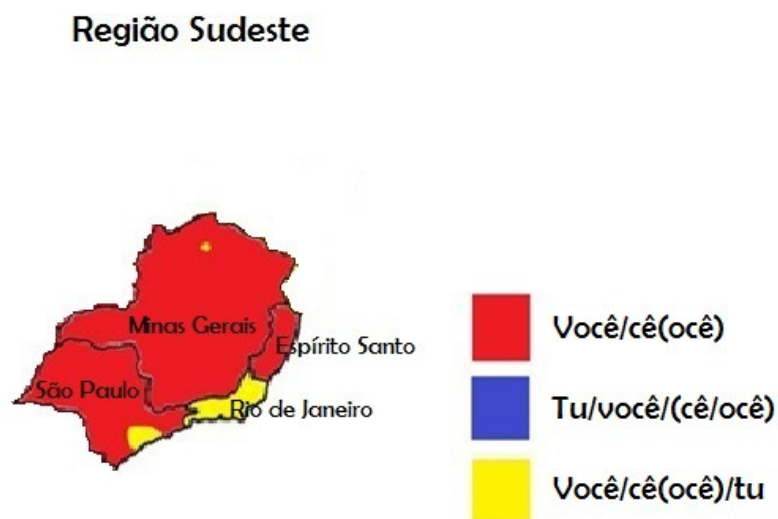 Região Sudeste
Minas Gerais
Espírito Santo
São Paulo
Rio de Janeiro
Você/cê(ocê)
Tu/você/(cê/ocê)
Você/cê(ocê)/tu